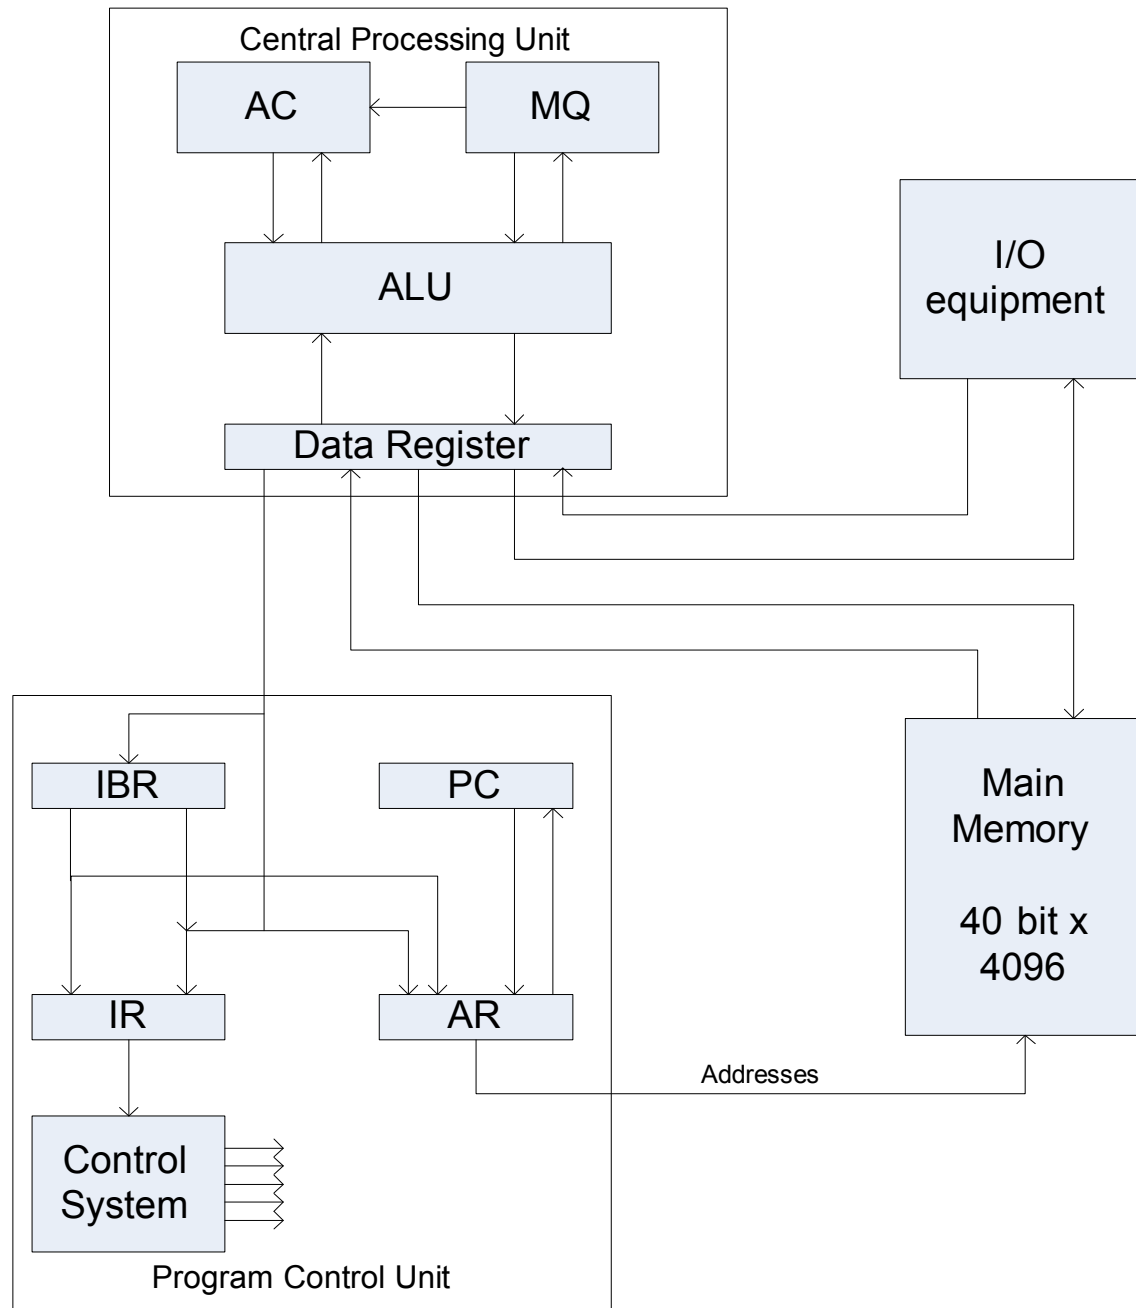 Central Processing Unit
AC
MQ
ALU
I/O
equipment
Data Register
IBR
PC
Main
Memory
40 bit x
4096
IR
AR
Addresses
Control
System
Program Control Unit